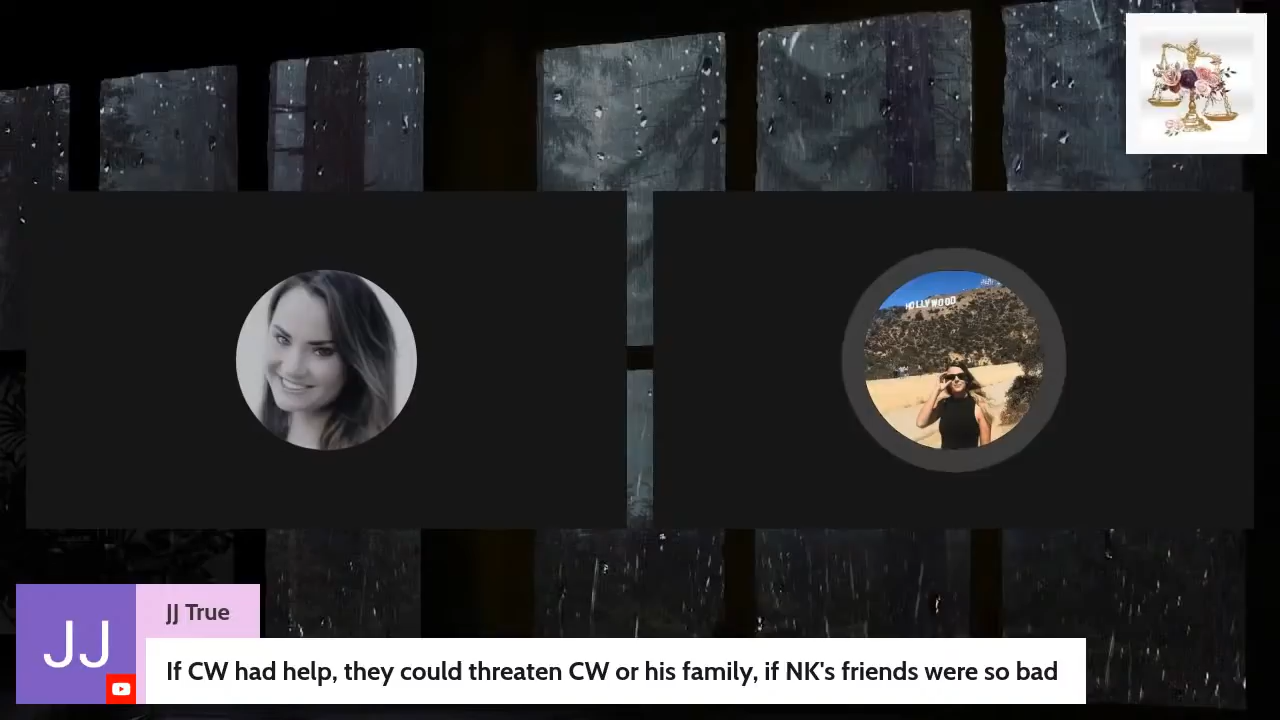 HOLLYWOOD
JJ
JJ True
If CW had help, they could threaten CW or his family, if NK's friends were so bad